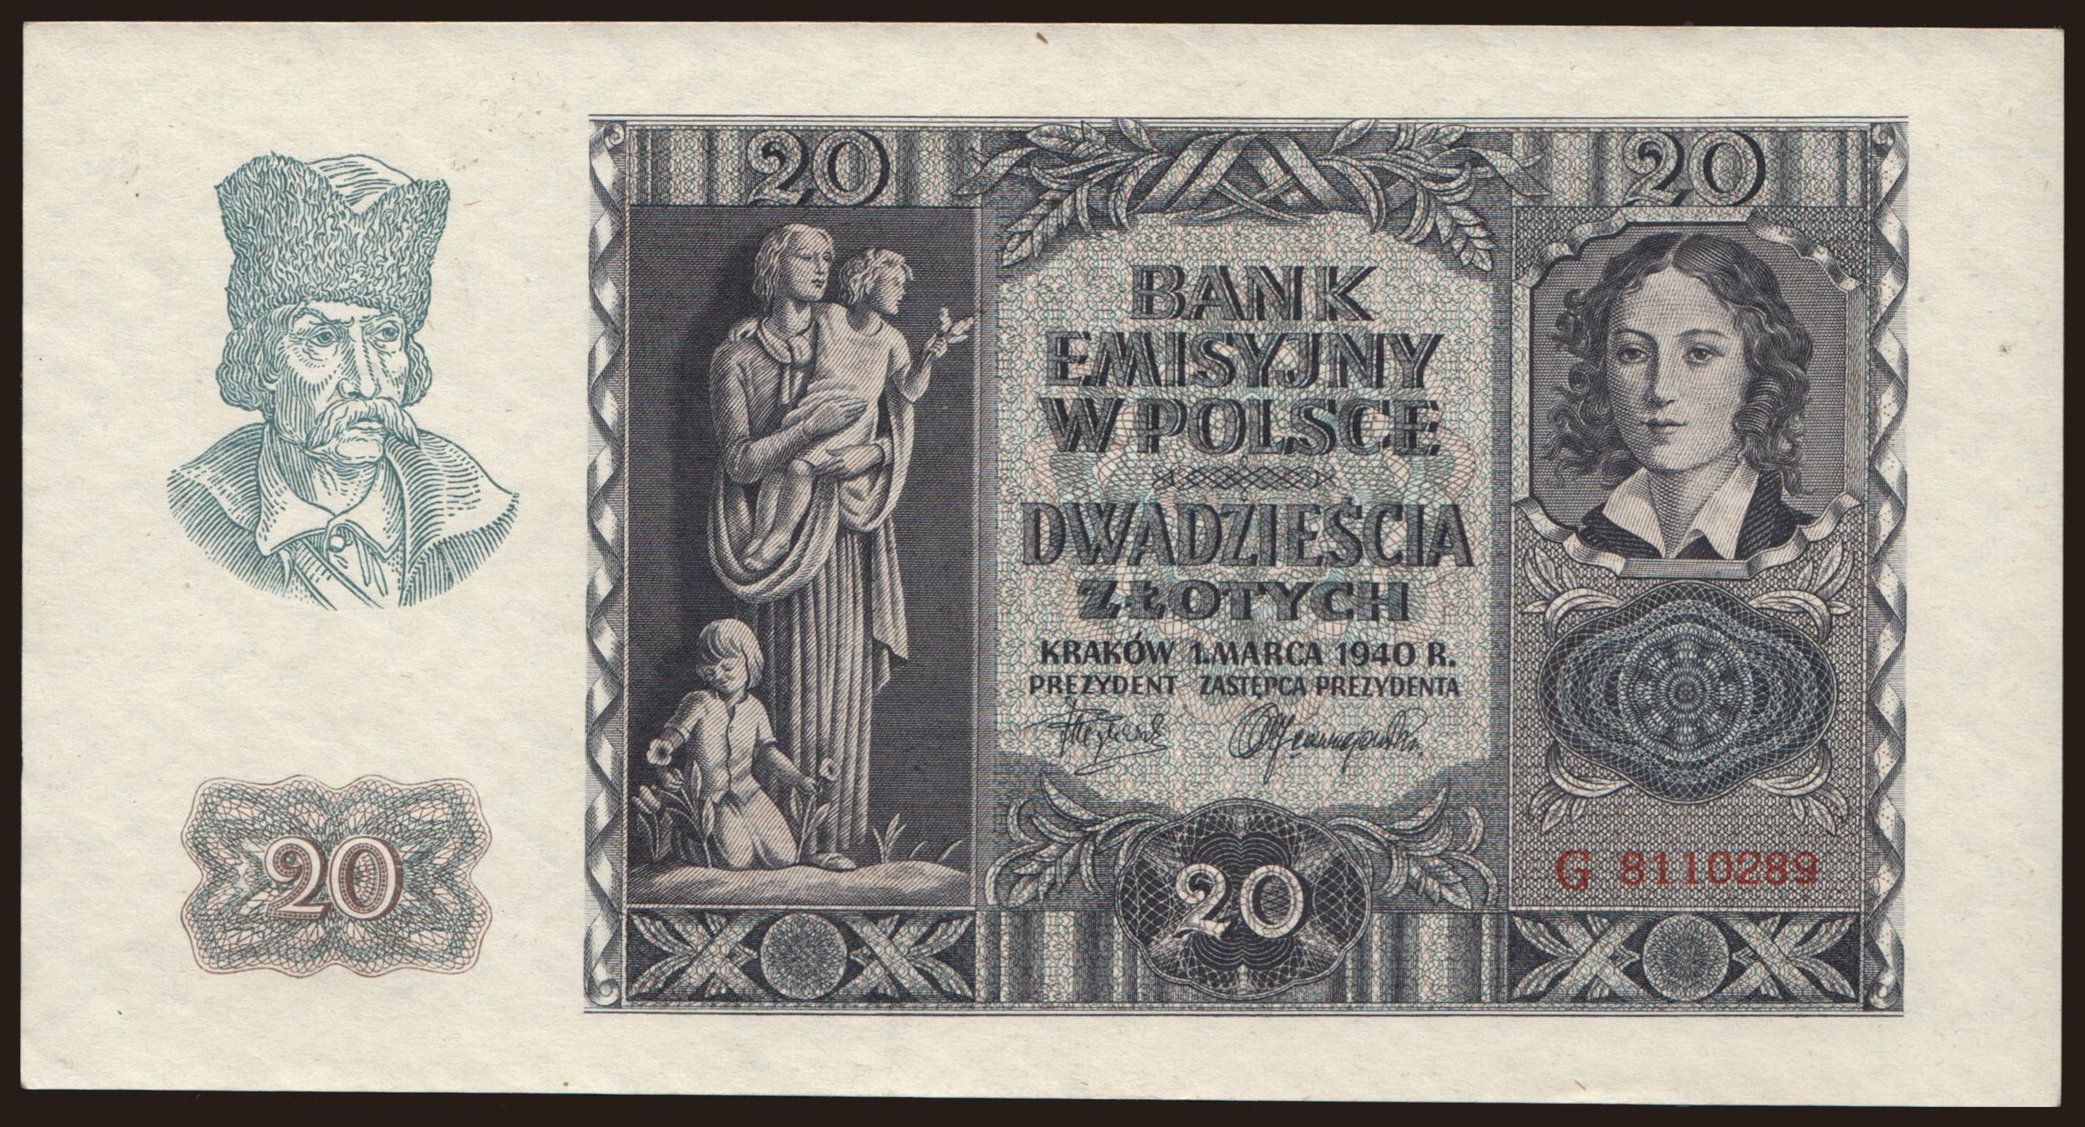 20
20
BANK
EMISYJNY
W POLSCE
DWADZIEŚCIA
ZŁOTYCH
KRAKÓW 1.MARCA 1940 R.
PREZYDENT ZASTĘPCA PREZYDENTA
20
20
G 8110289